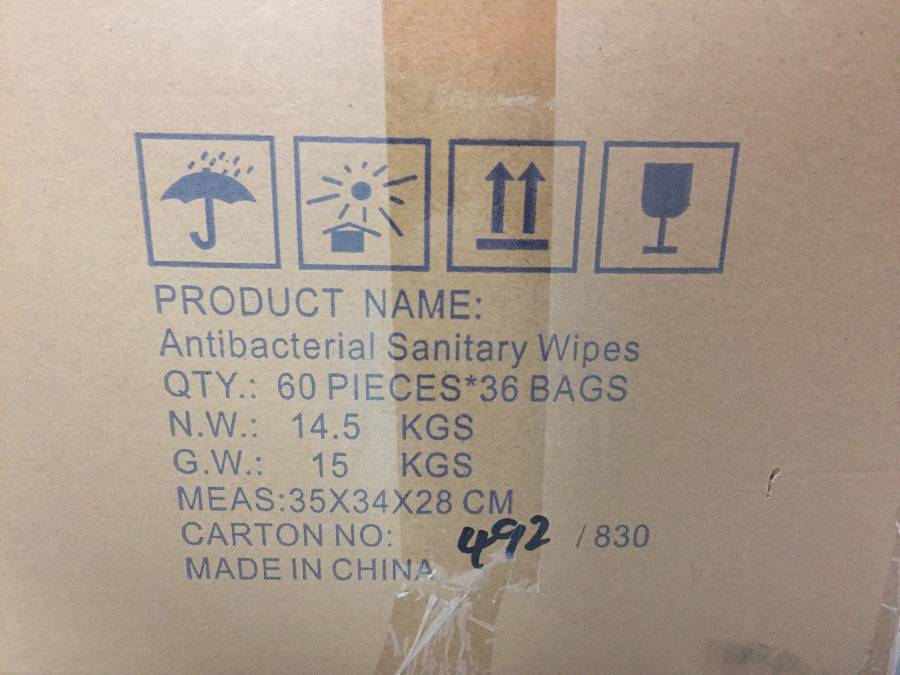 PRODUCT NAME:
Antibacterial Sanitary Wipes
QTY.: 60 PIECES*36 BAGS
N.W.: 14.5 KGS
G.W.: 15 KGS
MEAS:35X34X28 CM
CARTON NO: 492 / 830
MADE IN CHINA